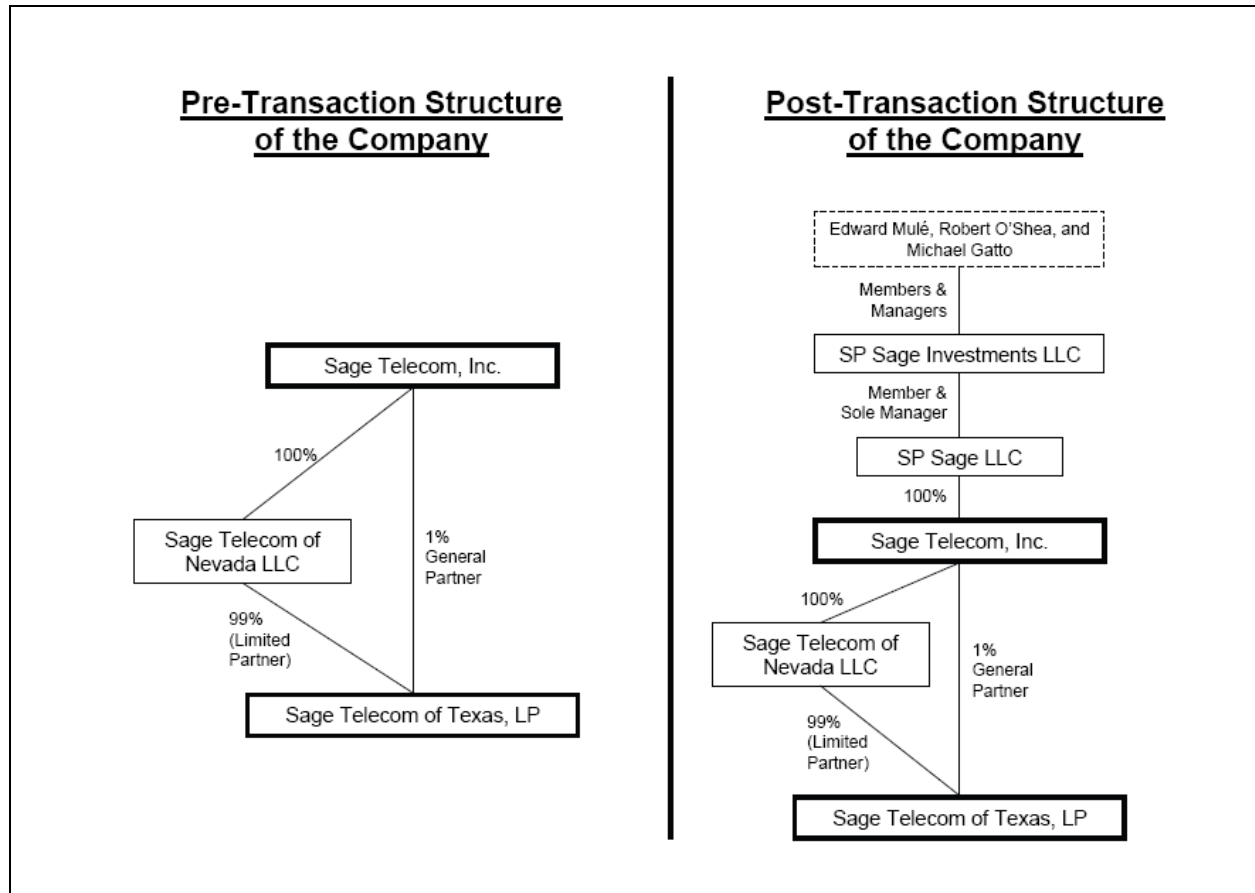 Pre-Transaction Structure
of the Company
Sage Telecom, Inc.
100%
Sage Telecom of
Nevada LLC
1%
General
Partner
99%
(Limited
Partner)
Sage Telecom of Texas, LP
Post-Transaction Structure
of the Company
Edward Mulé, Robert O'Shea, and
Michael Gatto
Members &
Managers
SP Sage Investments LLC
Member &
Sole Manager
SP Sage LLC
100%
Sage Telecom, Inc.
100%
Sage Telecom of
Nevada LLC
1%
General
Partner
99%
(Limited
Partner)
Sage Telecom of Texas, LP